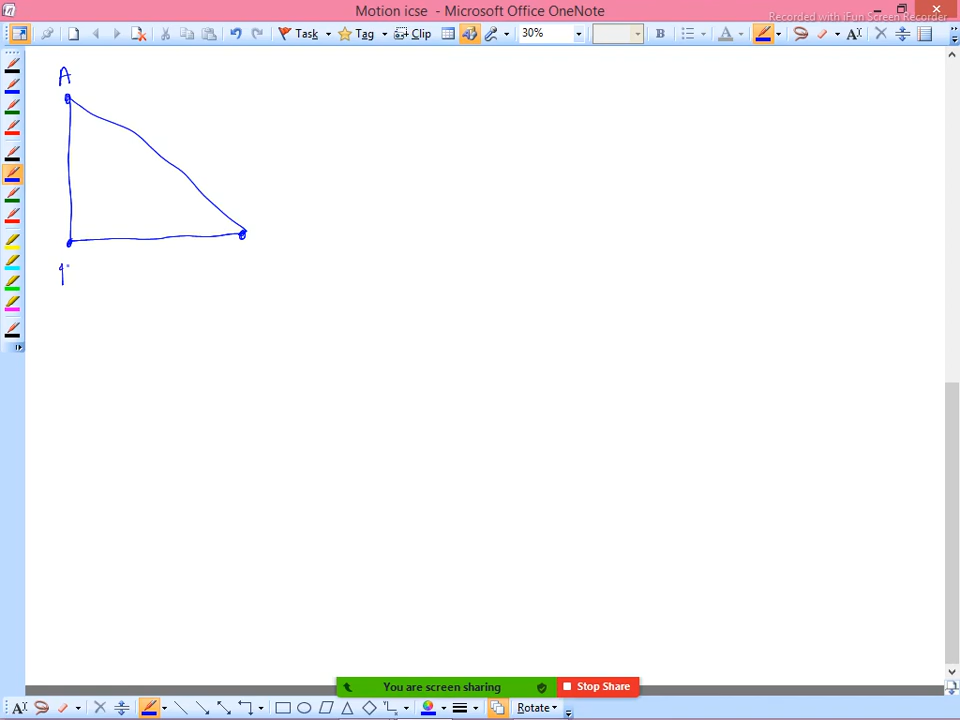 Motion icse - Microsoft Office OneNote
Recorded with iFun Screen Recorder
Task Tag Clip 30% B A A
A
You are screen sharing Stop Share
A Rotate